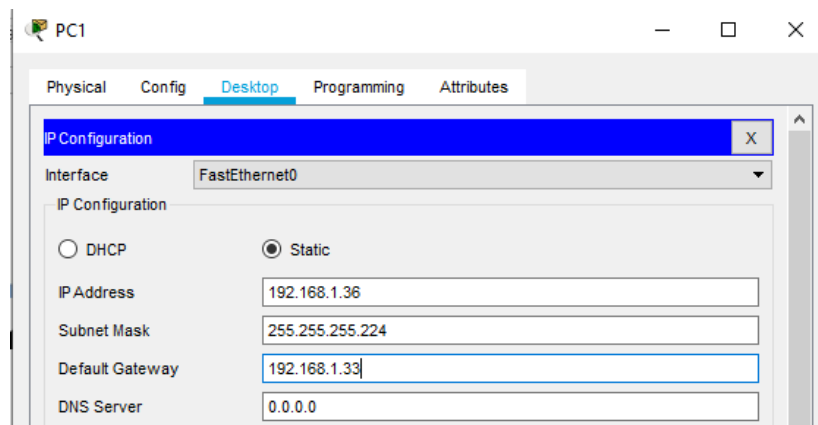 PC1
Physical Config Desktop Programming Attributes
IP Configuration X
Interface FastEthernet0
IP Configuration
DHCP Static
IP Address 192.168.1.36
Subnet Mask 255.255.255.224
Default Gateway 192.168.1.33
DNS Server 0.0.0.0